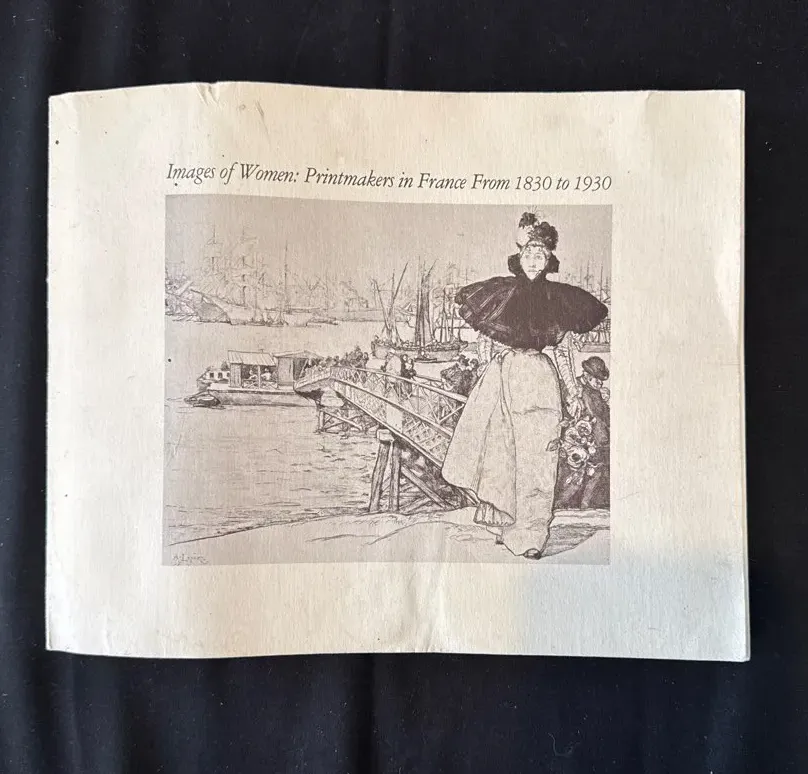 Images of Women: Printmakers in France From 1830 to 1930